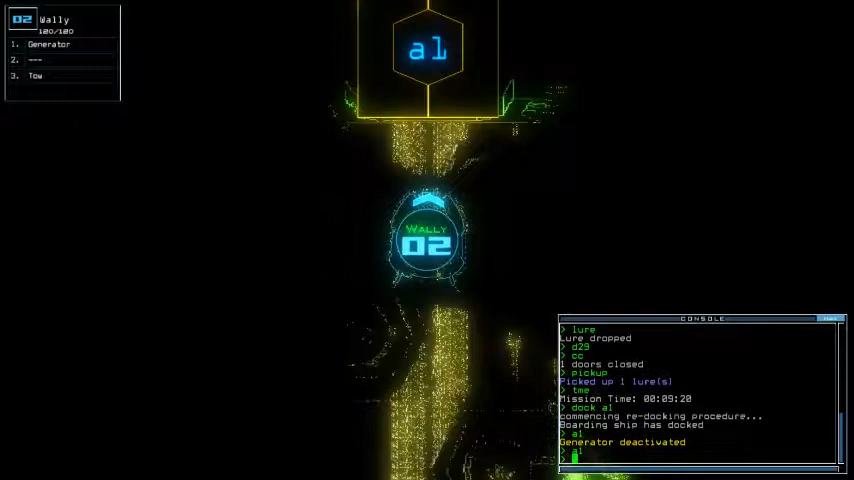 02 Wally
120/120
1. Generator
2. ---
3. Tow
a1
WALLY
02
CONSOLE
> lure
Lure dropped
> d29
> cc
1 doors closed
> pickup
Picked up 1 lure(s)
> tme
Mission Time: 00:09:20
> dock a1
commencing re-docking procedure...
Boarding ship has docked
> a1
Generator deactivated
> a1
>